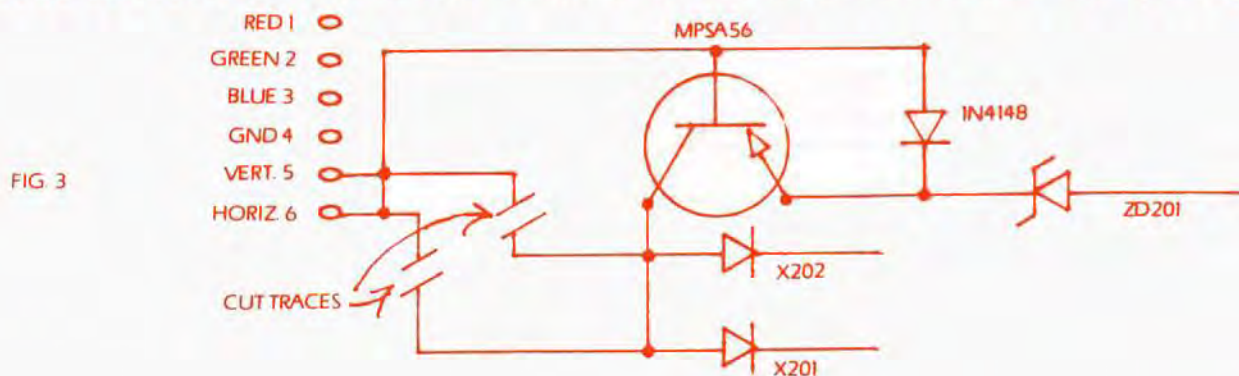 RED 1
GREEN 2
BLUE 3
GND 4
VERT. 5
HORIZ. 6
FIG. 3
CUT TRACES
MPSA56
1N4148
ZD201
X202
X201